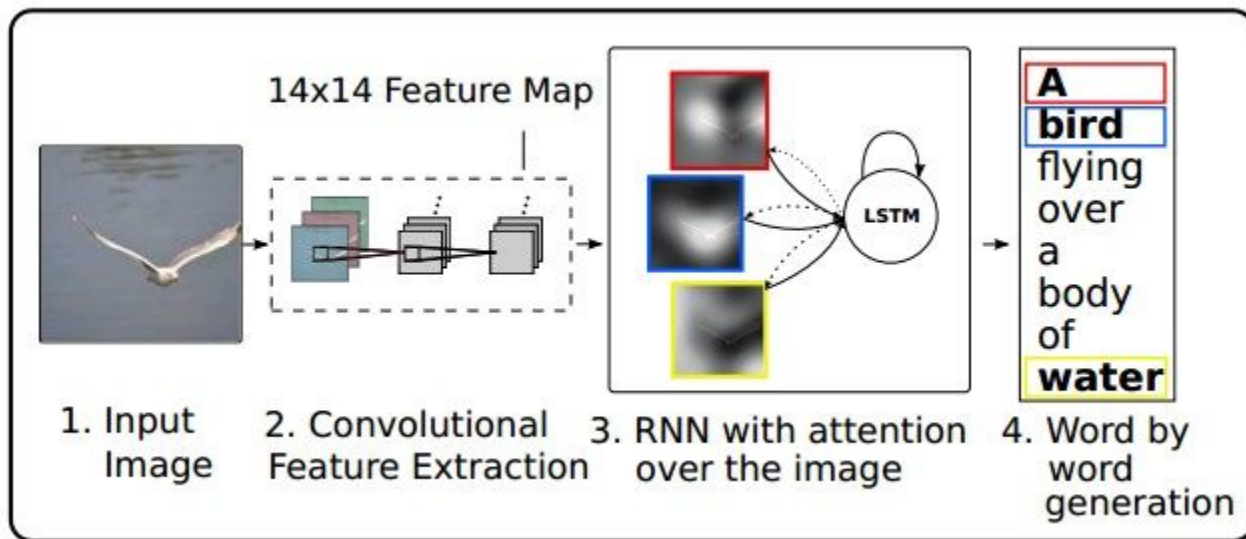 14x14 Feature Map
LSTM
A
bird
flying
over
a
body
of
water
1. Input
Image
2. Convolutional
Feature Extraction
3. RNN with attention
over the image
4. Word by
word
generation